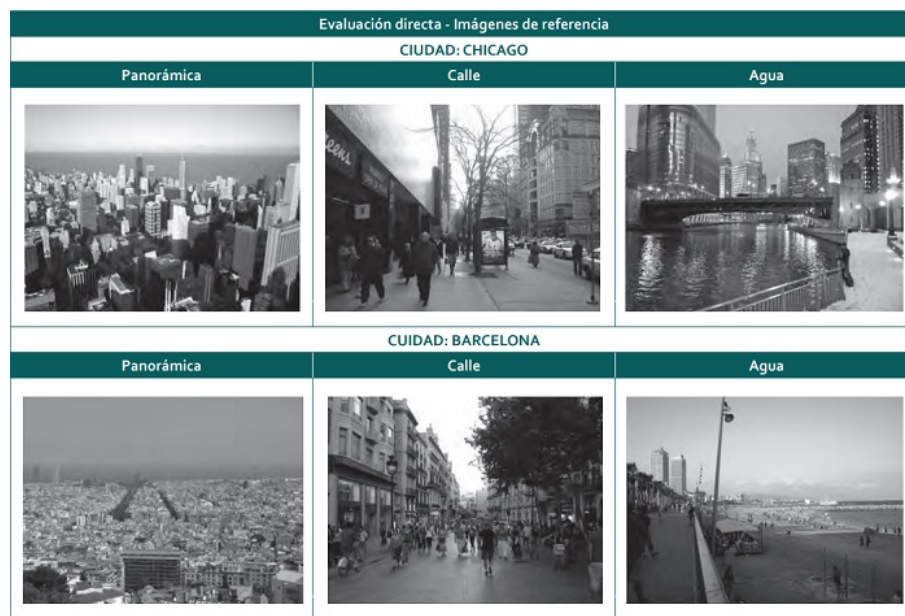 Evaluación directa - Imágenes de referencia
CIUDAD: CHICAGO
Panorámica Calle Agua
CUIDAD: BARCELONA
Panorámica Calle Agua